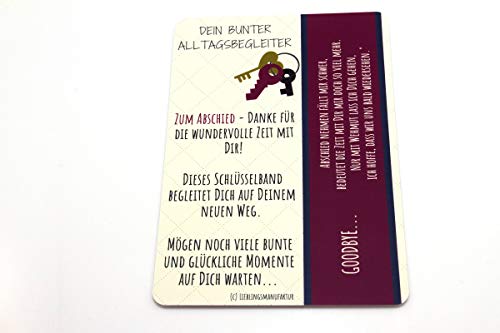 DEIN BUNTER
ALLTAGSBEGLEITER
ZUM ABSCHIED - DANKE FÜR
DIE WUNDERVOLLE ZEIT MIT
DIR!
DIESES SCHLÜSSELBAND
BEGLEITET DICH AUF DEINEM
NEUEN WEG.
MÖGEN NOCH VIELE BUNTE
UND GLÜCKLICHE MOMENTE
AUF DICH WARTEN...
(C) LIEBLINGSMANUFAKTUR
GOODBYE...
ABSCHIED NEHMEN FÄLLT MIR SCHWER,
BEDEUTET DIE ZEIT MIT DIR MIR DOCH SO VIEL MEHR.
NUR MIT WEHMUT LASS ICH DICH GEHEN,
ICH HOFFE, DASS WIR UNS BALD WIEDERSEHEN. "